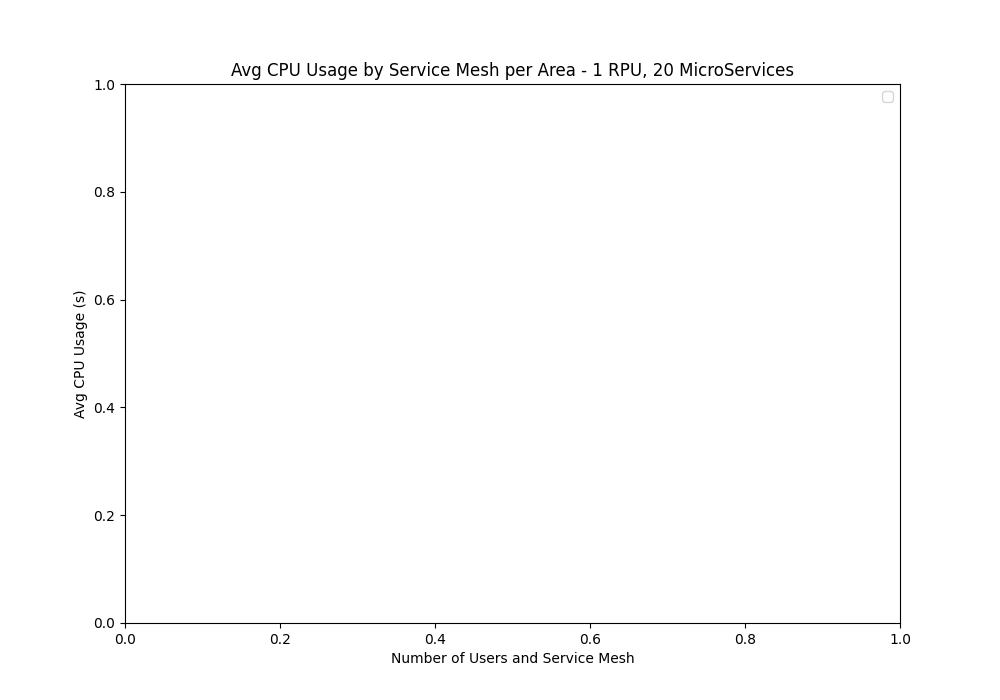 Avg CPU Usage by Service Mesh per Area - 1 RPU, 20 MicroServices
1.0
0.8
0.6
0.4
0.2
0.0
Avg CPU Usage (s)
0.0 0.2 0.4 0.6 0.8 1.0
Number of Users and Service Mesh